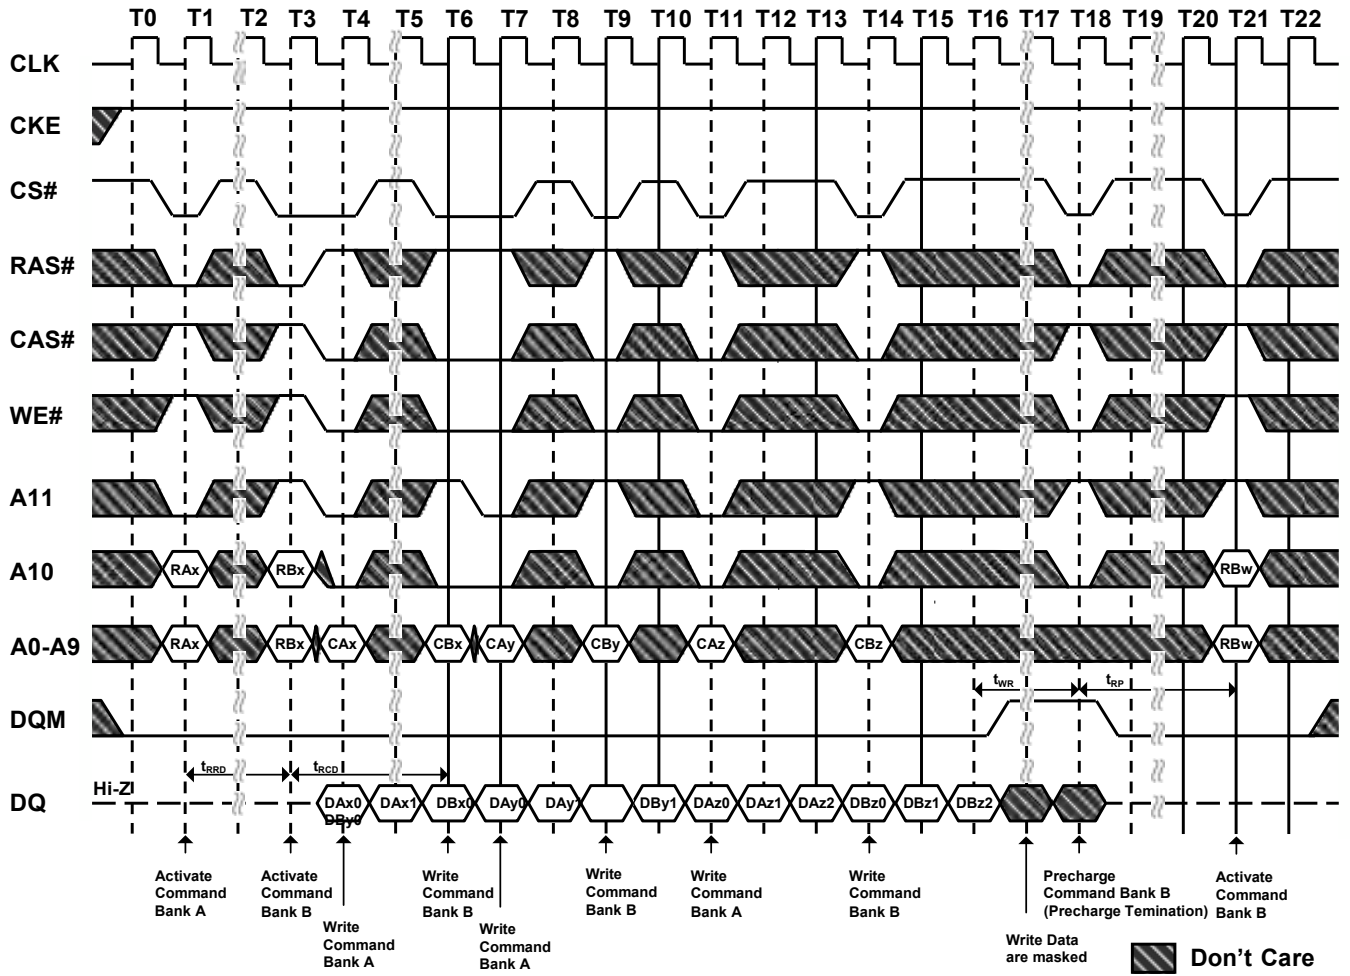 T0 T1 T2 T3 T4 T5 T6 T7 T8 T9 T10 T11 T12 T13 T14 T15 T16 T17 T18 T19 T20 T21 T22
CLK
CKE
CS#
RAS#
CAS#
WE#
A11
A10 RAx RBx RBw
A0-A9 RAx RBx CAx CBx CAy CBy CAz CBz RBw
tWR tRP
DQM
tRRD tRCD
Hi-Z
DQ DAx0 DAx1 DBx0 DAy0 DAy1 DBy1 DAz0 DAz1 DAz2 DBz0 DBz1 DBz2
DBy0
Activate
Command
Bank A
Activate
Command
Bank B
Write
Command
Bank A
Write
Command
Bank B
Write
Command
Bank A
Write
Command
Bank B
Write
Command
Bank A
Write
Command
Bank B
Write Data
are masked
Precharge
Command Bank B
(Precharge Temination)
Activate
Command
Bank B
Don't Care